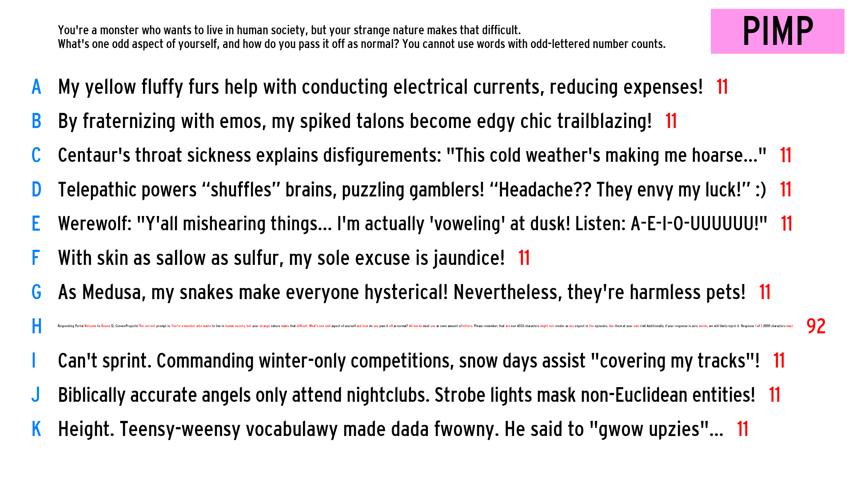 You're a monster who wants to live in human society, but your strange nature makes that difficult.
What's one odd aspect of yourself, and how do you pass it off as normal? You cannot use words with odd-lettered number counts.
PIMP
A My yellow fluffy furs help with conducting electrical currents, reducing expenses! 11
B By fraternizing with emos, my spiked talons become edgy chic trailblazing! 11
C Centaur's throat sickness explains disfigurements: "This cold weather's making me hoarse..." 11
D Telepathic powers “shuffles” brains, puzzling gamblers! “Headache?? They envy my luck!” :) 11
E Werewolf: "Y'all mishearing things... I'm actually 'voweling' at dusk! Listen: A-E-I-O-UUUUUU!" 11
F With skin as sallow as sulfur, my sole excuse is jaundice! 11
G As Medusa, my snakes make everyone hysterical! Nevertheless, they're harmless pets! 11
H 92
I Can't sprint. Commanding winter-only competitions, snow days assist "covering my tracks"! 11
J Biblically accurate angels only attend nightclubs. Strobe lights mask non-Euclidean entities! 11
K Height. Teensy-weensy vocabulawy made dada fwowny. He said to "gwow upzies"... 11